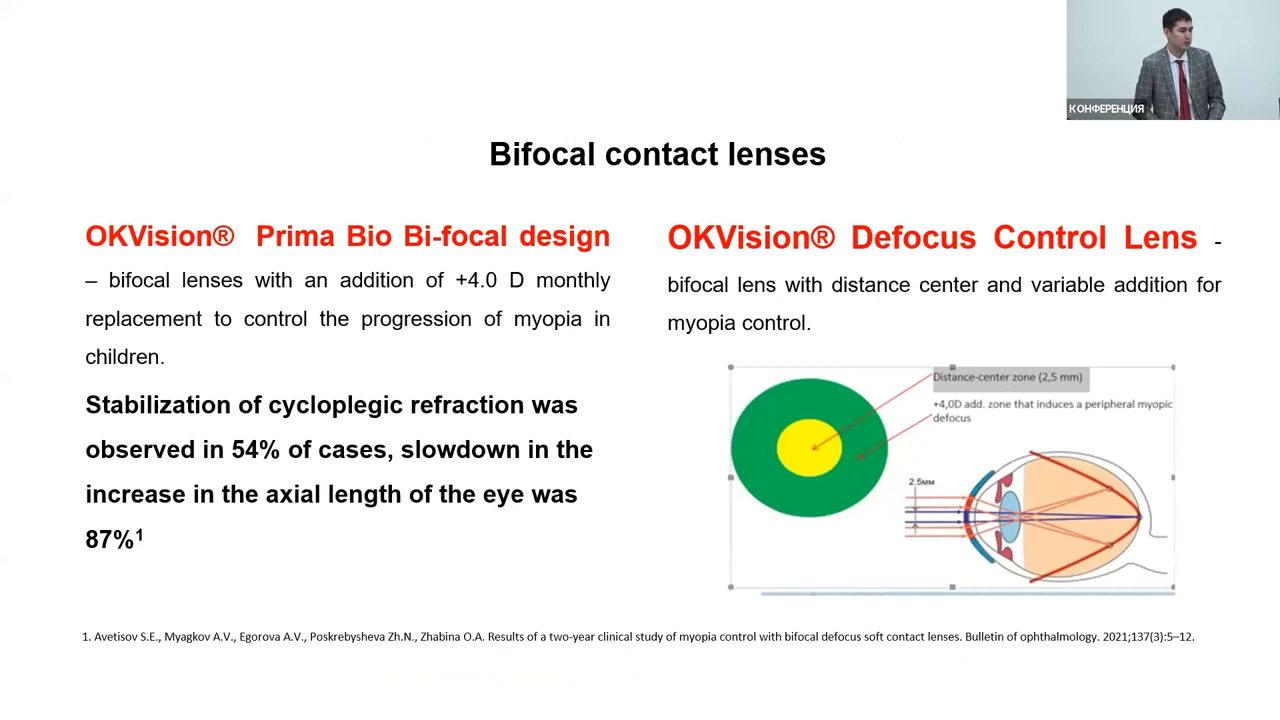 КОНФЕРЕНЦИЯ
Bifocal contact lenses
OKVision® Prima Bio Bi-focal design
– bifocal lenses with an addition of +4.0 D monthly
replacement to control the progression of myopia in
children.
Stabilization of cycloplegic refraction was
observed in 54% of cases, slowdown in the
increase in the axial length of the eye was
87%¹
OKVision® Defocus Control Lens -
bifocal lens with distance center and variable addition for
myopia control.
Distance-center zone (2,5 mm)
+4,0D add. zone that induces a peripheral myopic
defocus
2.5мм
1. Avetisov S.E., Myagkov A.V., Egorova A.V., Poskrebysheva Zh.N., Zhabina O.A. Results of a two-year clinical study of myopia control with bifocal defocus soft contact lenses. Bulletin of ophthalmology. 2021;137(3):5–12.